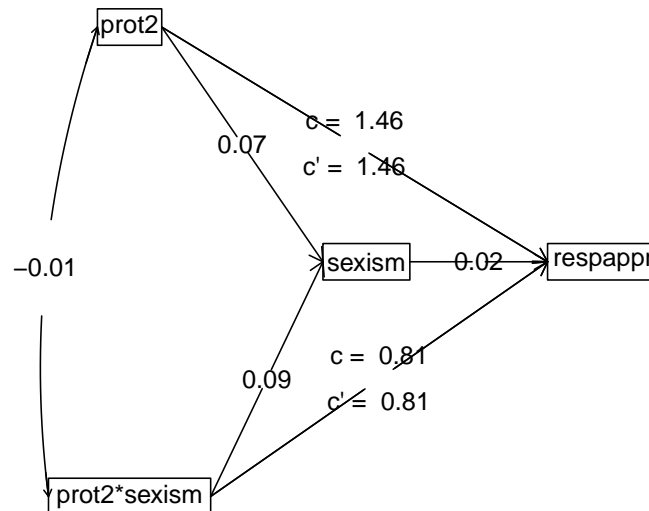 prot2
c = 1.46
0.07
c' = 1.46
−0.01
sexism
0.02
respappr
c = 0.81
0.09
c' = 0.81
prot2*sexism